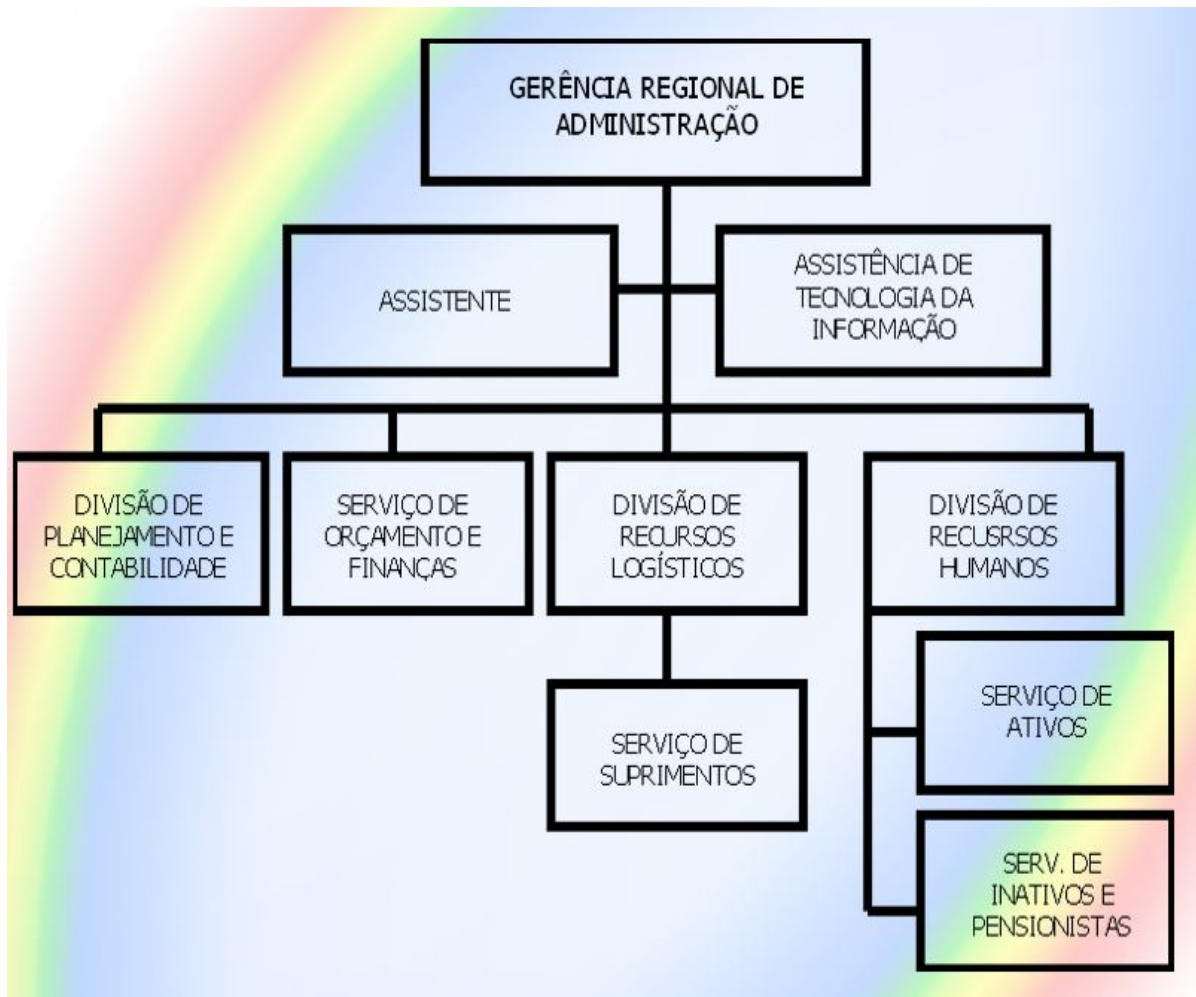 GERÊNCIA REGIONAL DE
ADMINISTRAÇÃO
ASSISTENTE
ASSISTÊNCIA DE
TECNOLOGIA DA
INFORMAÇÃO
DIVISÃO DE
PLANEJAMENTO E
CONTABILIDADE
SERVIÇO DE
ORÇAMENTO E
FINANÇAS
DIVISÃO DE
RECURSOS
LOGÍSTICOS
DIVISÃO DE
RECUSRSOS
HUMANOS
SERVIÇO DE
SUPRIMENTOS
SERVIÇO DE
ATIVOS
SERV. DE
INATIVOS E
PENSIONISTAS